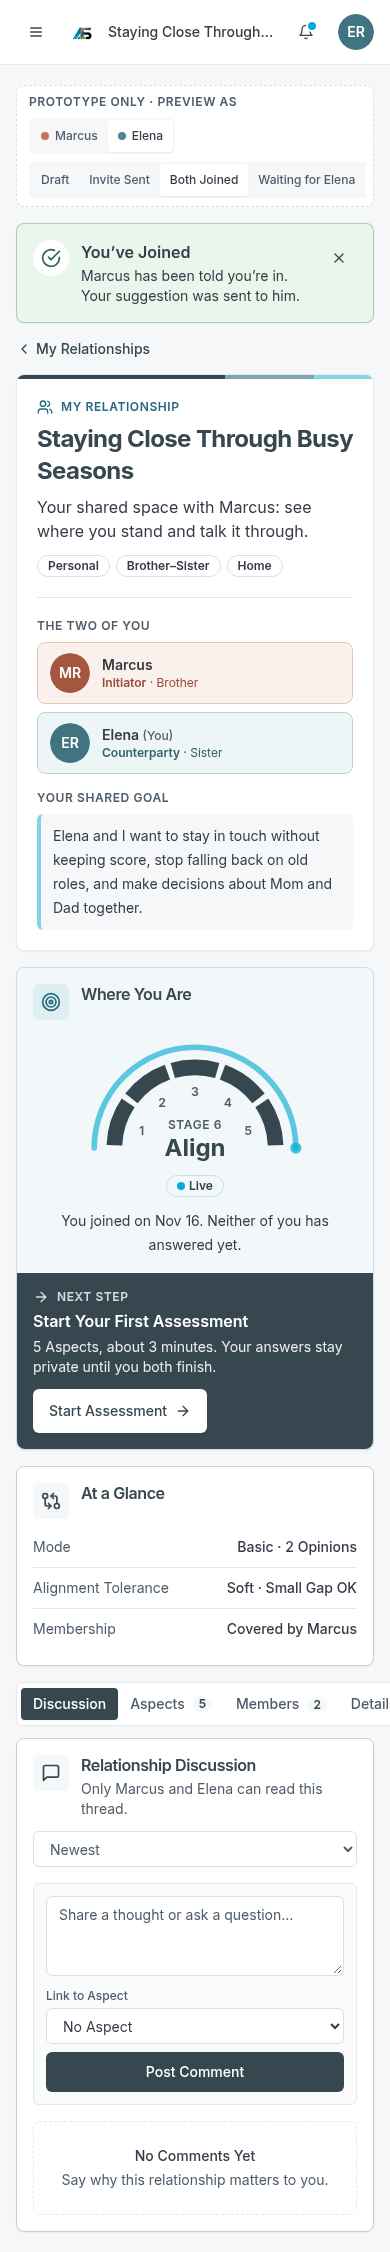 Staying Close Through...
ER
PROTOTYPE ONLY · PREVIEW AS
Marcus
Elena
Draft
Invite Sent
Both Joined
Waiting for Elena
You've Joined
Marcus has been told you're in.
Your suggestion was sent to him.
My Relationships
MY RELATIONSHIP
Staying Close Through Busy
Seasons
Your shared space with Marcus: see
where you stand and talk it through.
Personal
Brother–Sister
Home
THE TWO OF YOU
MR
Marcus
Initiator · Brother
ER
Elena (You)
Counterparty · Sister
YOUR SHARED GOAL
Elena and I want to stay in touch without
keeping score, stop falling back on old
roles, and make decisions about Mom and
Dad together.
Where You Are
1
2
3
4
5
STAGE 6
Align
Live
You joined on Nov 16. Neither of you has
answered yet.
NEXT STEP
Start Your First Assessment
5 Aspects, about 3 minutes. Your answers stay
private until you both finish.
Start Assessment
At a Glance
Mode
Basic · 2 Opinions
Alignment Tolerance
Soft · Small Gap OK
Membership
Covered by Marcus
Discussion
Aspects 5
Members 2
Detail
Relationship Discussion
Only Marcus and Elena can read this
thread.
Newest
Share a thought or ask a question...
Link to Aspect
No Aspect
Post Comment
No Comments Yet
Say why this relationship matters to you.